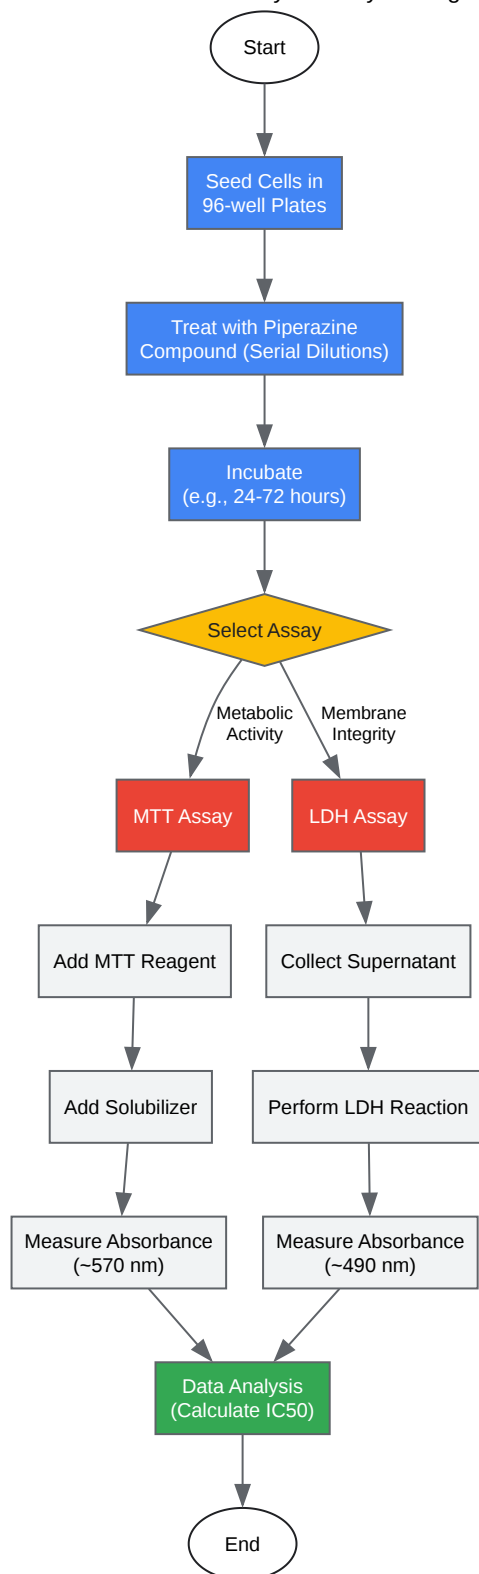 Start
Seed Cells in
96-well Plates
Treat with Piperazine
Compound (Serial Dilutions)
Incubate
(e.g., 24-72 hours)
Select Assay
Metabolic
Activity
Membrane
Integrity
MTT Assay
LDH Assay
Add MTT Reagent
Collect Supernatant
Add Solubilizer
Perform LDH Reaction
Measure Absorbance
(~570 nm)
Measure Absorbance
(~490 nm)
Data Analysis
(Calculate IC50)
End